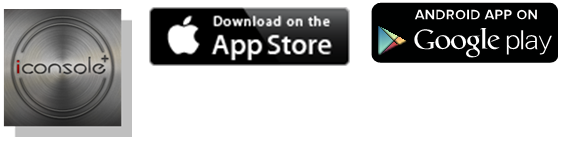 iconsole+
Download on the
App Store
ANDROID APP ON
Google play